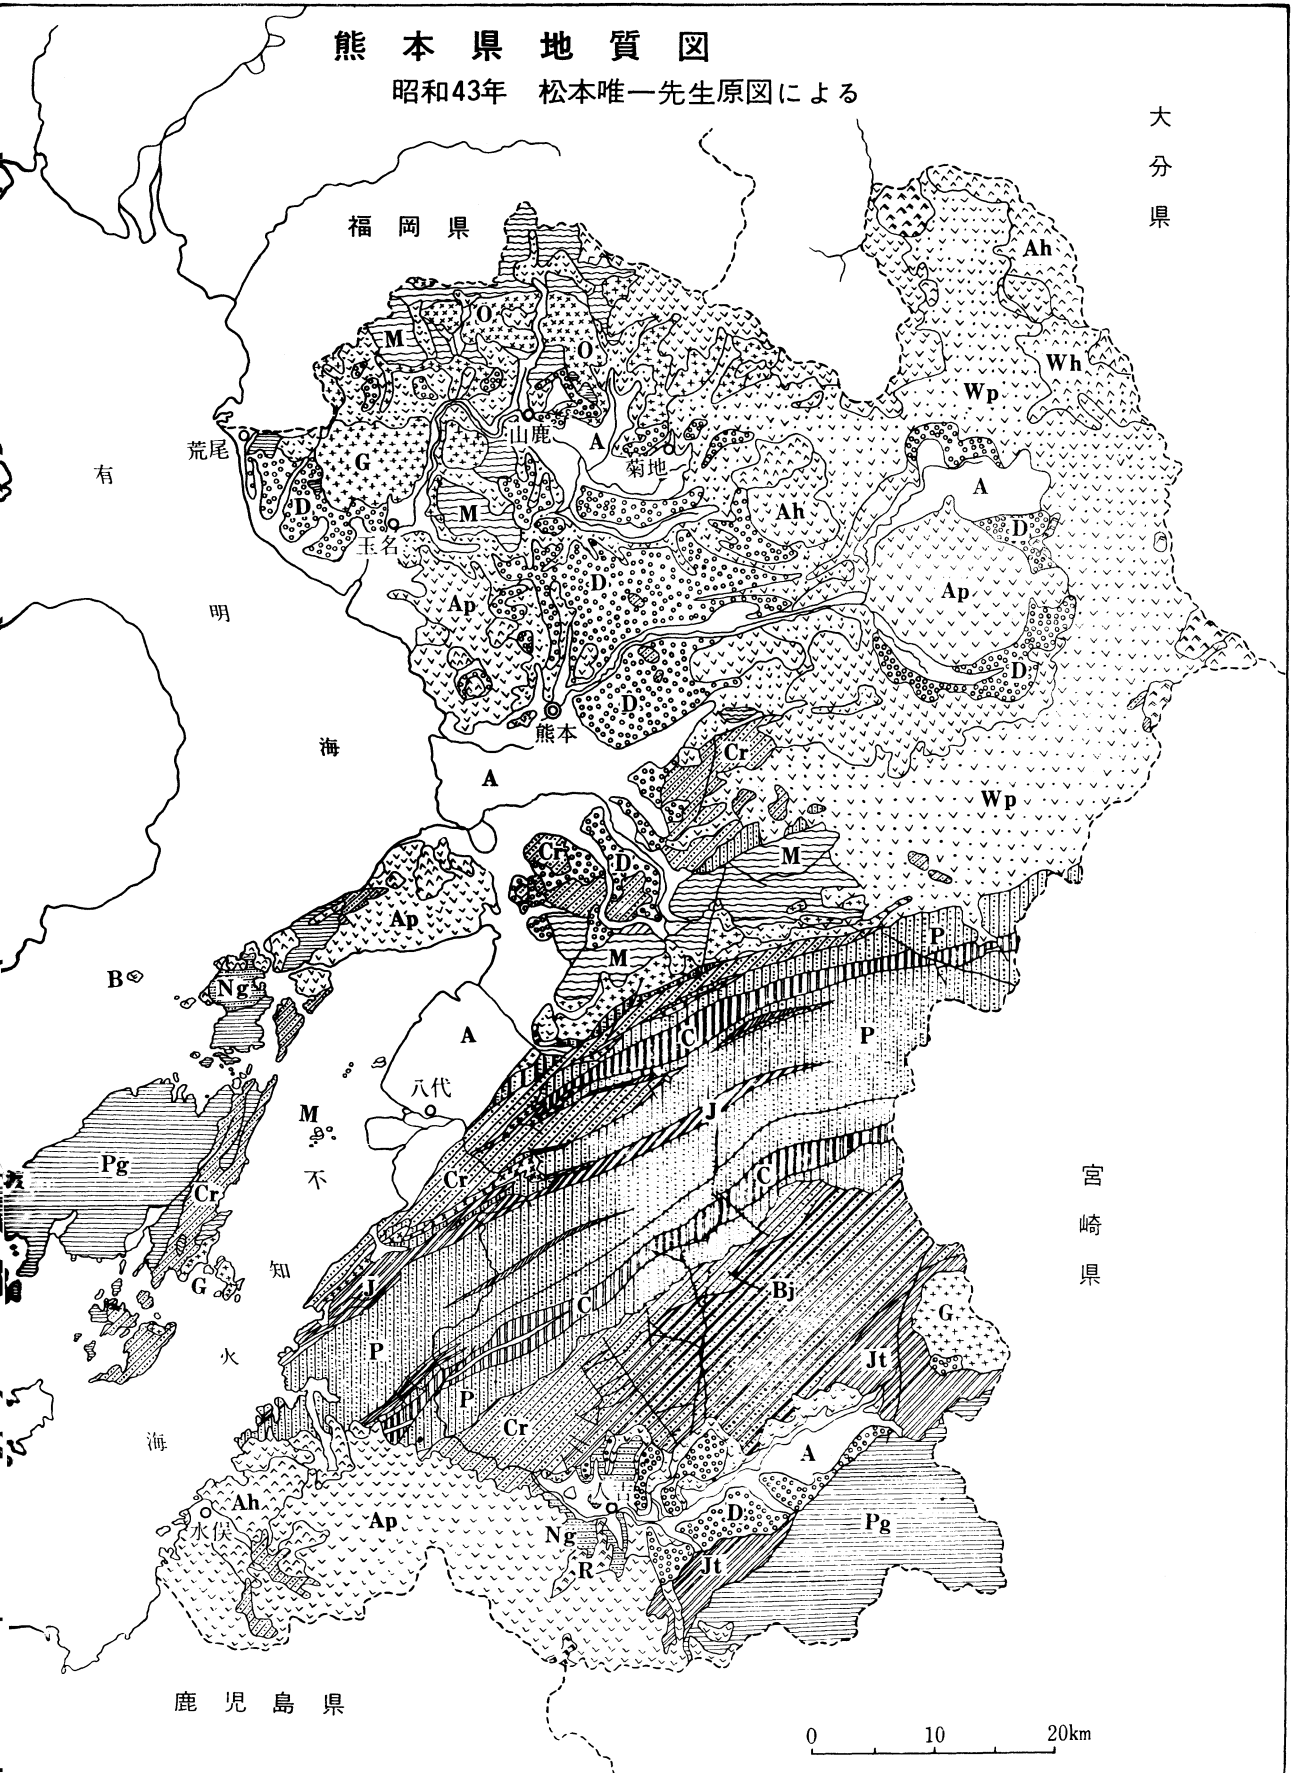 熊本県地質図
昭和43年 松本唯一先生原図による
大分県
福岡県
Ah
O
M
O
Wh
Wp
荒尾
山鹿
A
菊地
G
有
A
D
M
Ah
D
玉名
D
Ap
Ap
明
D
D
熊本
海
Cr
A
Wp
Cr
D
M
Ap
P
M
B
Ng
A
C
P
八代
M
J
Pg
C
不
Cr
Cr
宮崎県
知
G
J
Bj
C
G
P
火
Jt
P
Cr
海
A
人吉
Ah
D
Ap
Pg
水俣
Ng
R
Jt
鹿児島県
0 10 20km